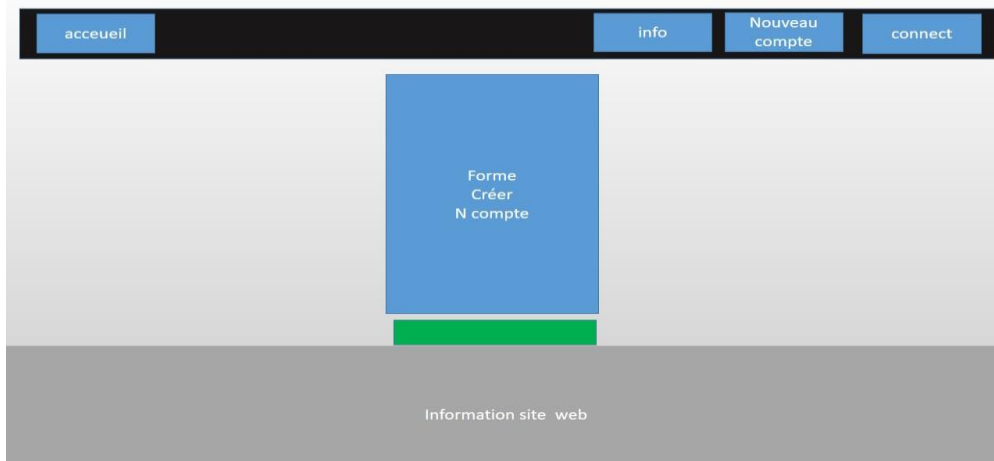 acceueil
info
Nouveau
compte
connect
Forme
Créer
N compte
Information site web